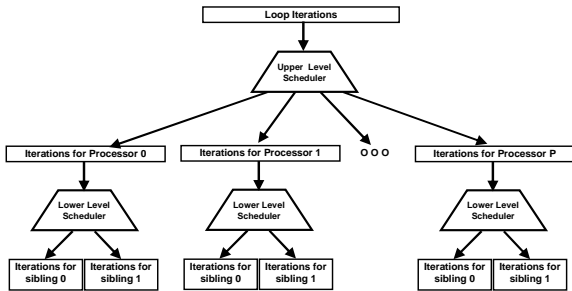 Loop Iterations
Upper Level
Scheduler
Iterations for Processor 0
Iterations for Processor 1
O O O
Iterations for Processor P
Lower Level
Scheduler
Lower Level
Scheduler
Lower Level
Scheduler
Iterations for
sibling 0
Iterations for
sibling 1
Iterations for
sibling 0
Iterations for
sibling 1
Iterations for
sibling 0
Iterations for
sibling 1